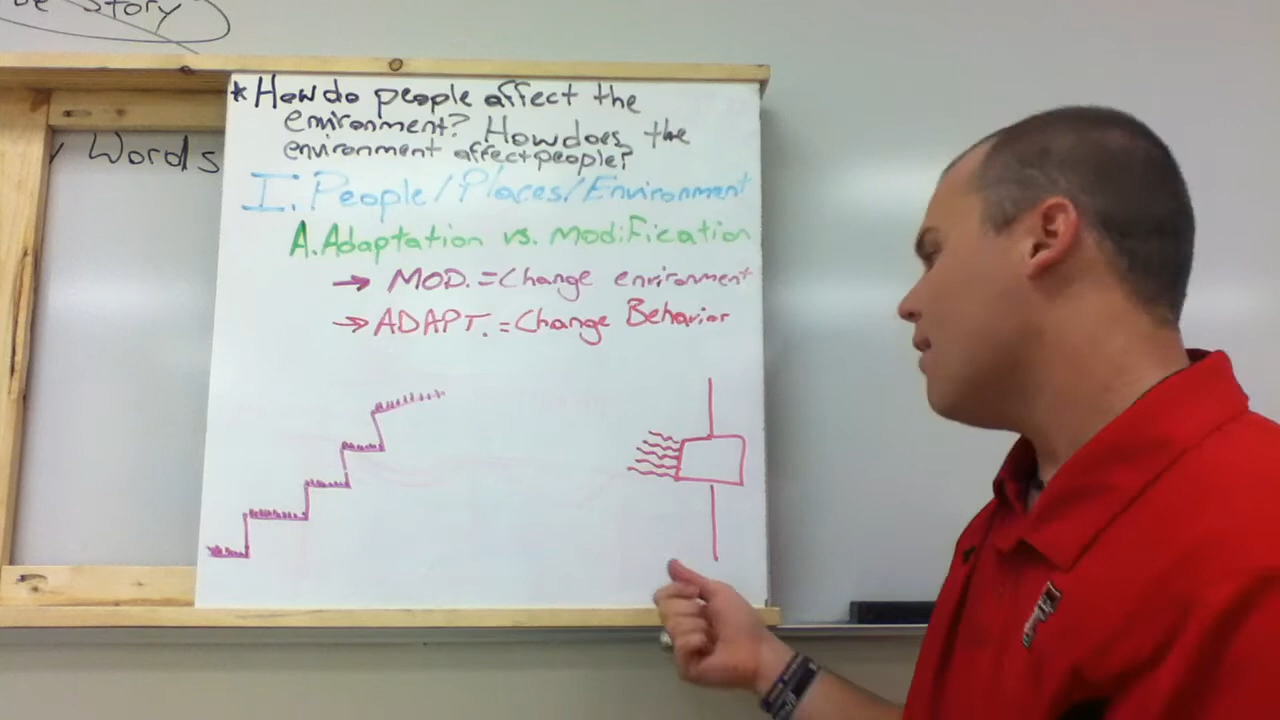 be Story
Words
* How do people affect the
environment? How does the
environment affect people?
I. People/Places/Environment
A. Adaptation vs. Modification
→ MOD. = Change environment
→ ADAPT. = Change Behavior